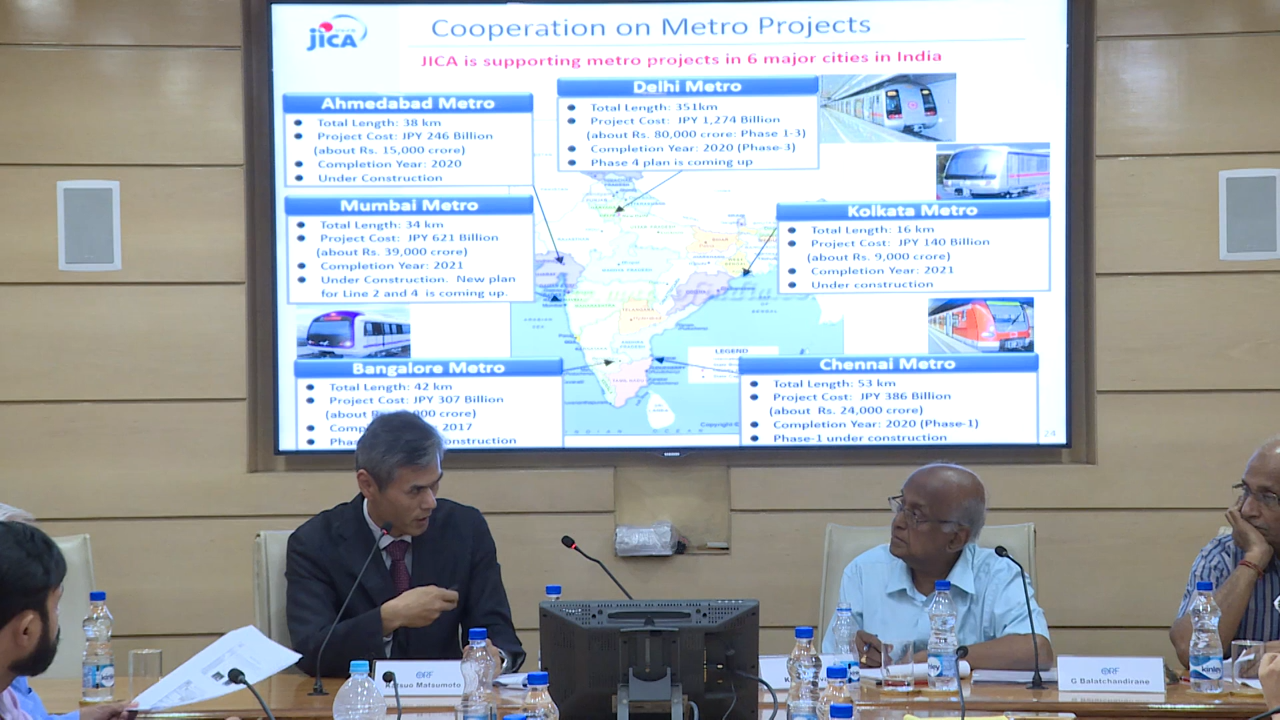 JICA
Cooperation on Metro Projects
JICA is supporting metro projects in 6 major cities in India
Delhi Metro
Total Length: 351km
Project Cost: JPY 1,274 Billion
(about Rs. 80,000 crore: Phase 1-3)
Completion Year: 2020 (Phase-3)
Phase 4 plan is coming up
Ahmedabad Metro
Total Length: 38 km
Project Cost: JPY 246 Billion
(about Rs. 15,000 crore)
Completion Year: 2020
Under Construction
Mumbai Metro
Total Length: 34 km
Project Cost: JPY 621 Billion
(about Rs. 39,000 crore)
Completion Year: 2021
Under Construction. New plan
for Line 2 and 4 is coming up.
Kolkata Metro
Total Length: 16 km
Project Cost: JPY 140 Billion
(about Rs. 9,000 crore)
Completion Year: 2021
Under construction
LEGEND
Bangalore Metro
Total Length: 42 km
Project Cost: JPY 307 Billion
crore)
2017
construction
Chennai Metro
Total Length: 53 km
Project Cost: JPY 386 Billion
(about Rs. 24,000 crore)
Completion Year: 2020 (Phase-1)
Phase-1 under construction
24
INDIAN OCEAN
ORF
Matsumoto
ORF
G Balatchandirane
Kinley